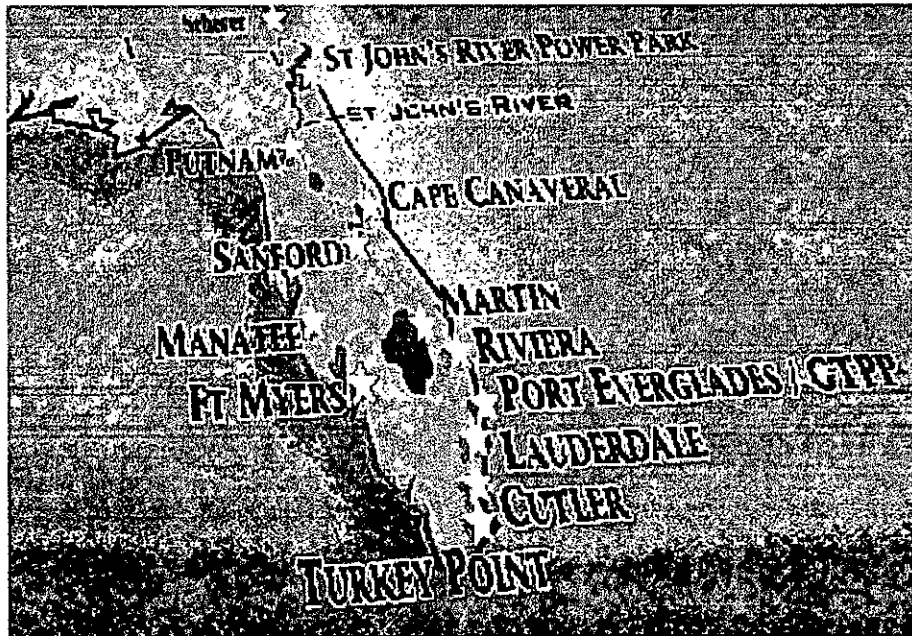 Scherer
ST JOHN'S RIVER POWER PARK
ST JOHN'S RIVER
PUTNAM
CAPE CANAVERAL
SANFORD
MARTIN
MANATEE
RIVIERA
FT MYERS
PORT EVERGLADES / GTPP
LAUDERDALE
CUTLER
TURKEY POINT